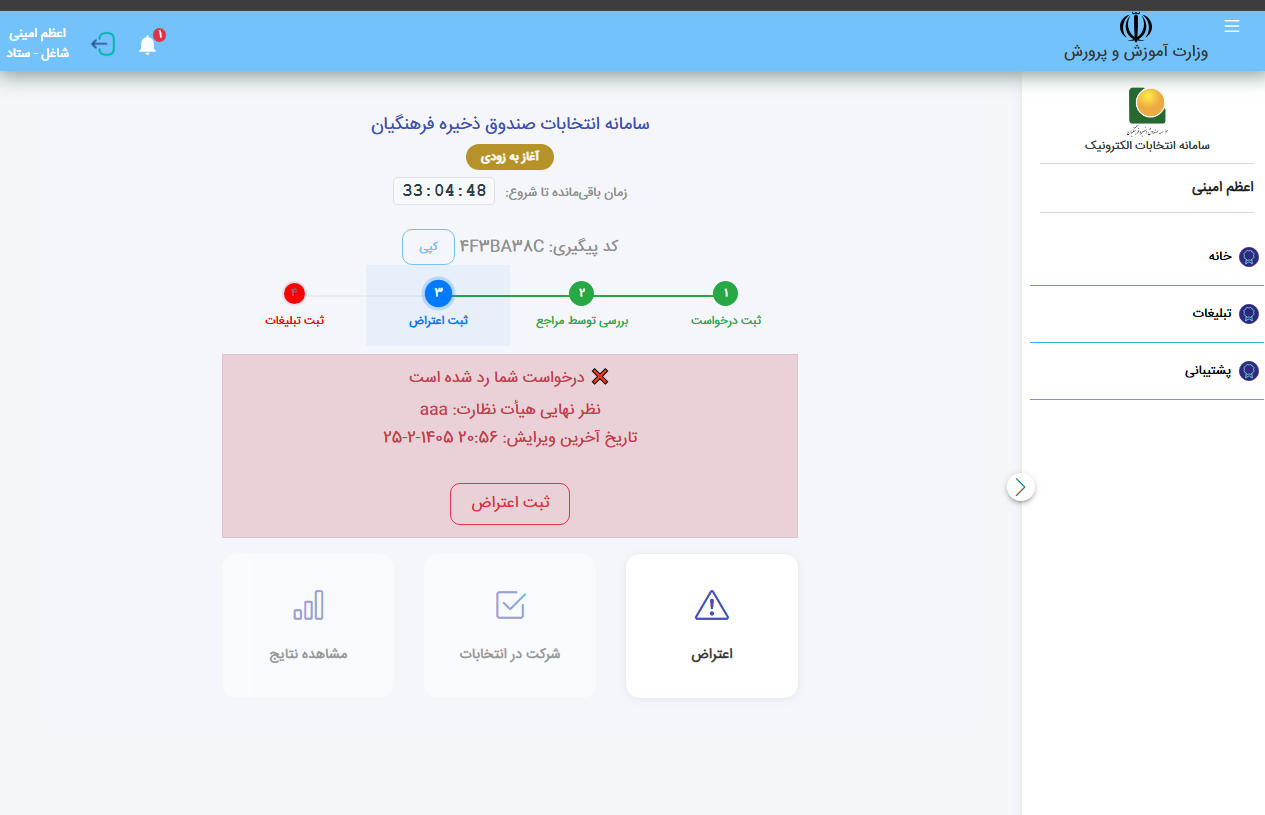 وزارت آموزش و پرورش
۱
اعظم امینی
شاغل - ستاد
سامانه انتخابات الکترونیک
اعظم امینی
خانه
تبلیغات
پشتیبانی
سامانه انتخابات صندوق ذخیره فرهنگیان
آغاز به زودی
زمان باقی‌مانده تا شروع: 33:04:48
کد پیگیری: ۴F۳BA۳۸C کپی
۱ ۲ ۳ ۴
ثبت درخواست بررسی توسط مراجع ثبت اعتراض ثبت تبلیغات
❌ درخواست شما رد شده است
نظر نهایی هیأت نظارت: aaa
تاریخ آخرین ویرایش: ۲۰:۵۶ ۱۴۰۵-۲-۲۵
ثبت اعتراض
اعتراض
شرکت در انتخابات
مشاهده نتایج